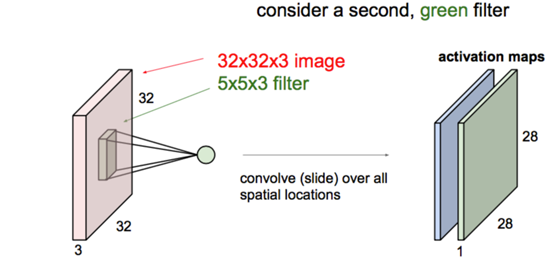 consider a second, green filter
32x32x3 image
5x5x3 filter
activation maps
32
28
convolve (slide) over all
spatial locations
32
28
3
1